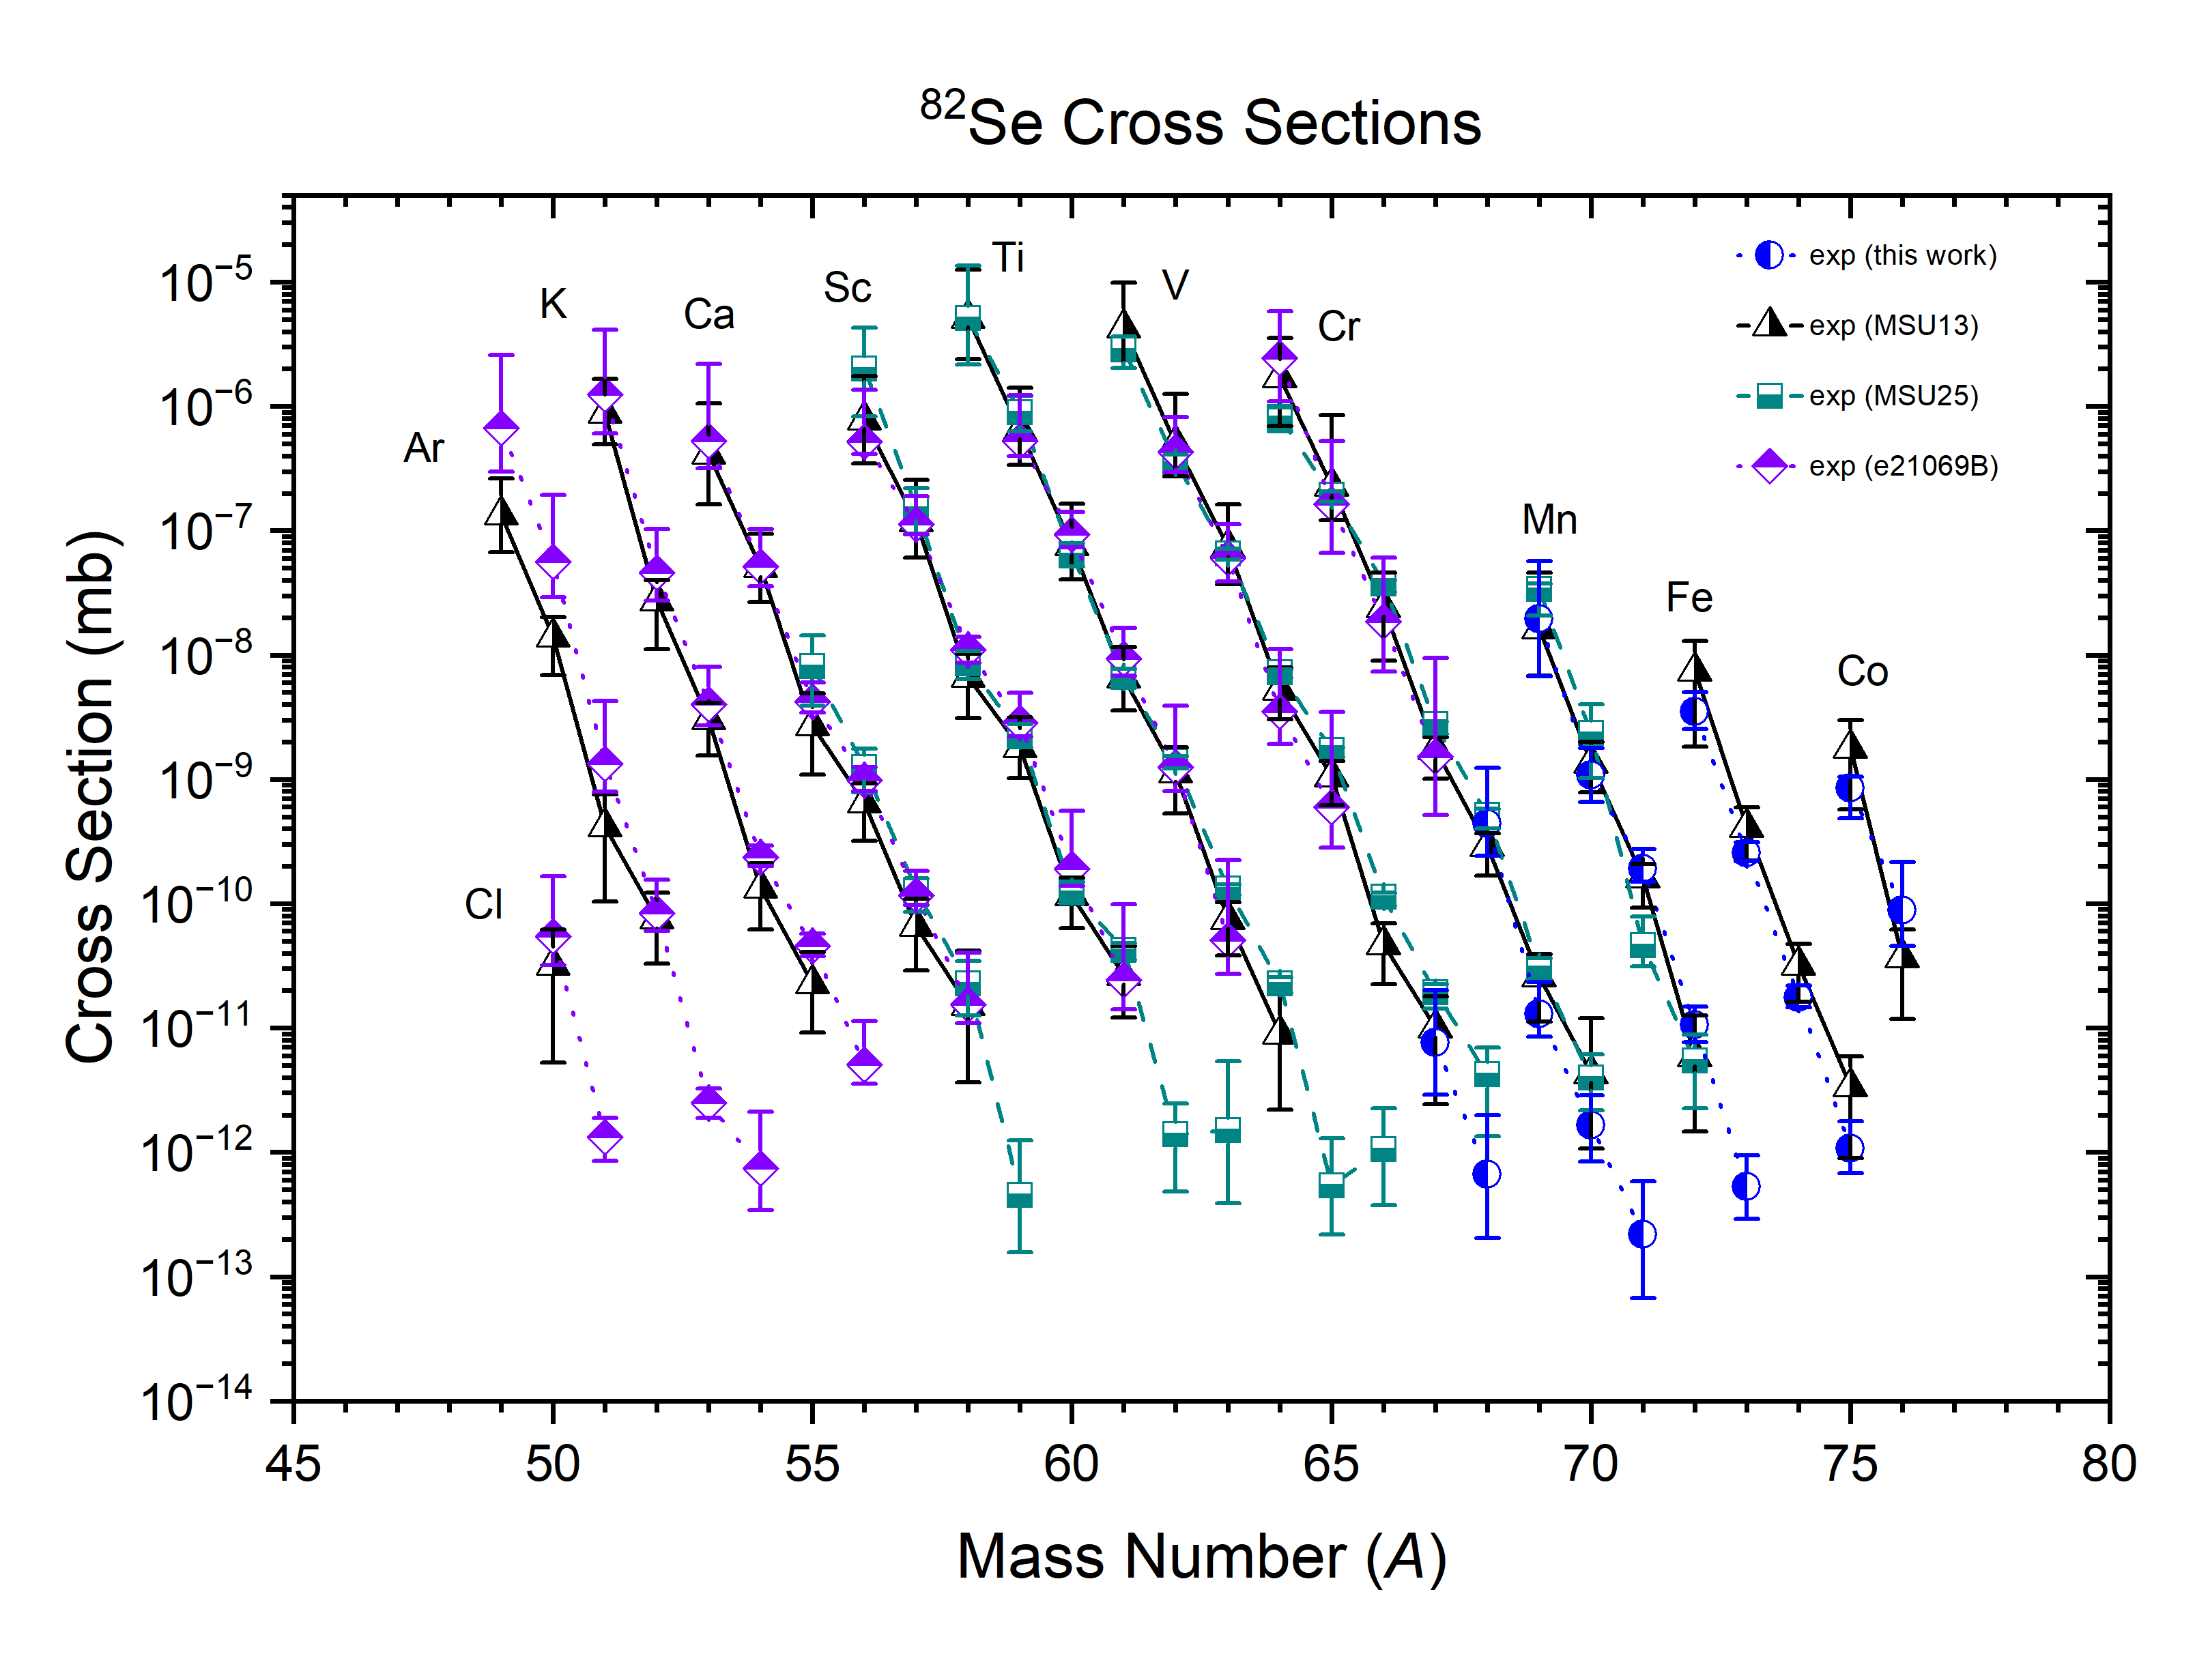 ⁸²Se Cross Sections
Cross Section (mb)
10⁻⁵
10⁻⁶
10⁻⁷
10⁻⁸
10⁻⁹
10⁻¹⁰
10⁻¹¹
10⁻¹²
10⁻¹³
10⁻¹⁴
Cl
Ar
K
Ca
Sc
Ti
V
Cr
Mn
Fe
Co
exp (this work)
exp (MSU13)
exp (MSU25)
exp (e21069B)
45 50 55 60 65 70 75 80
Mass Number (A)